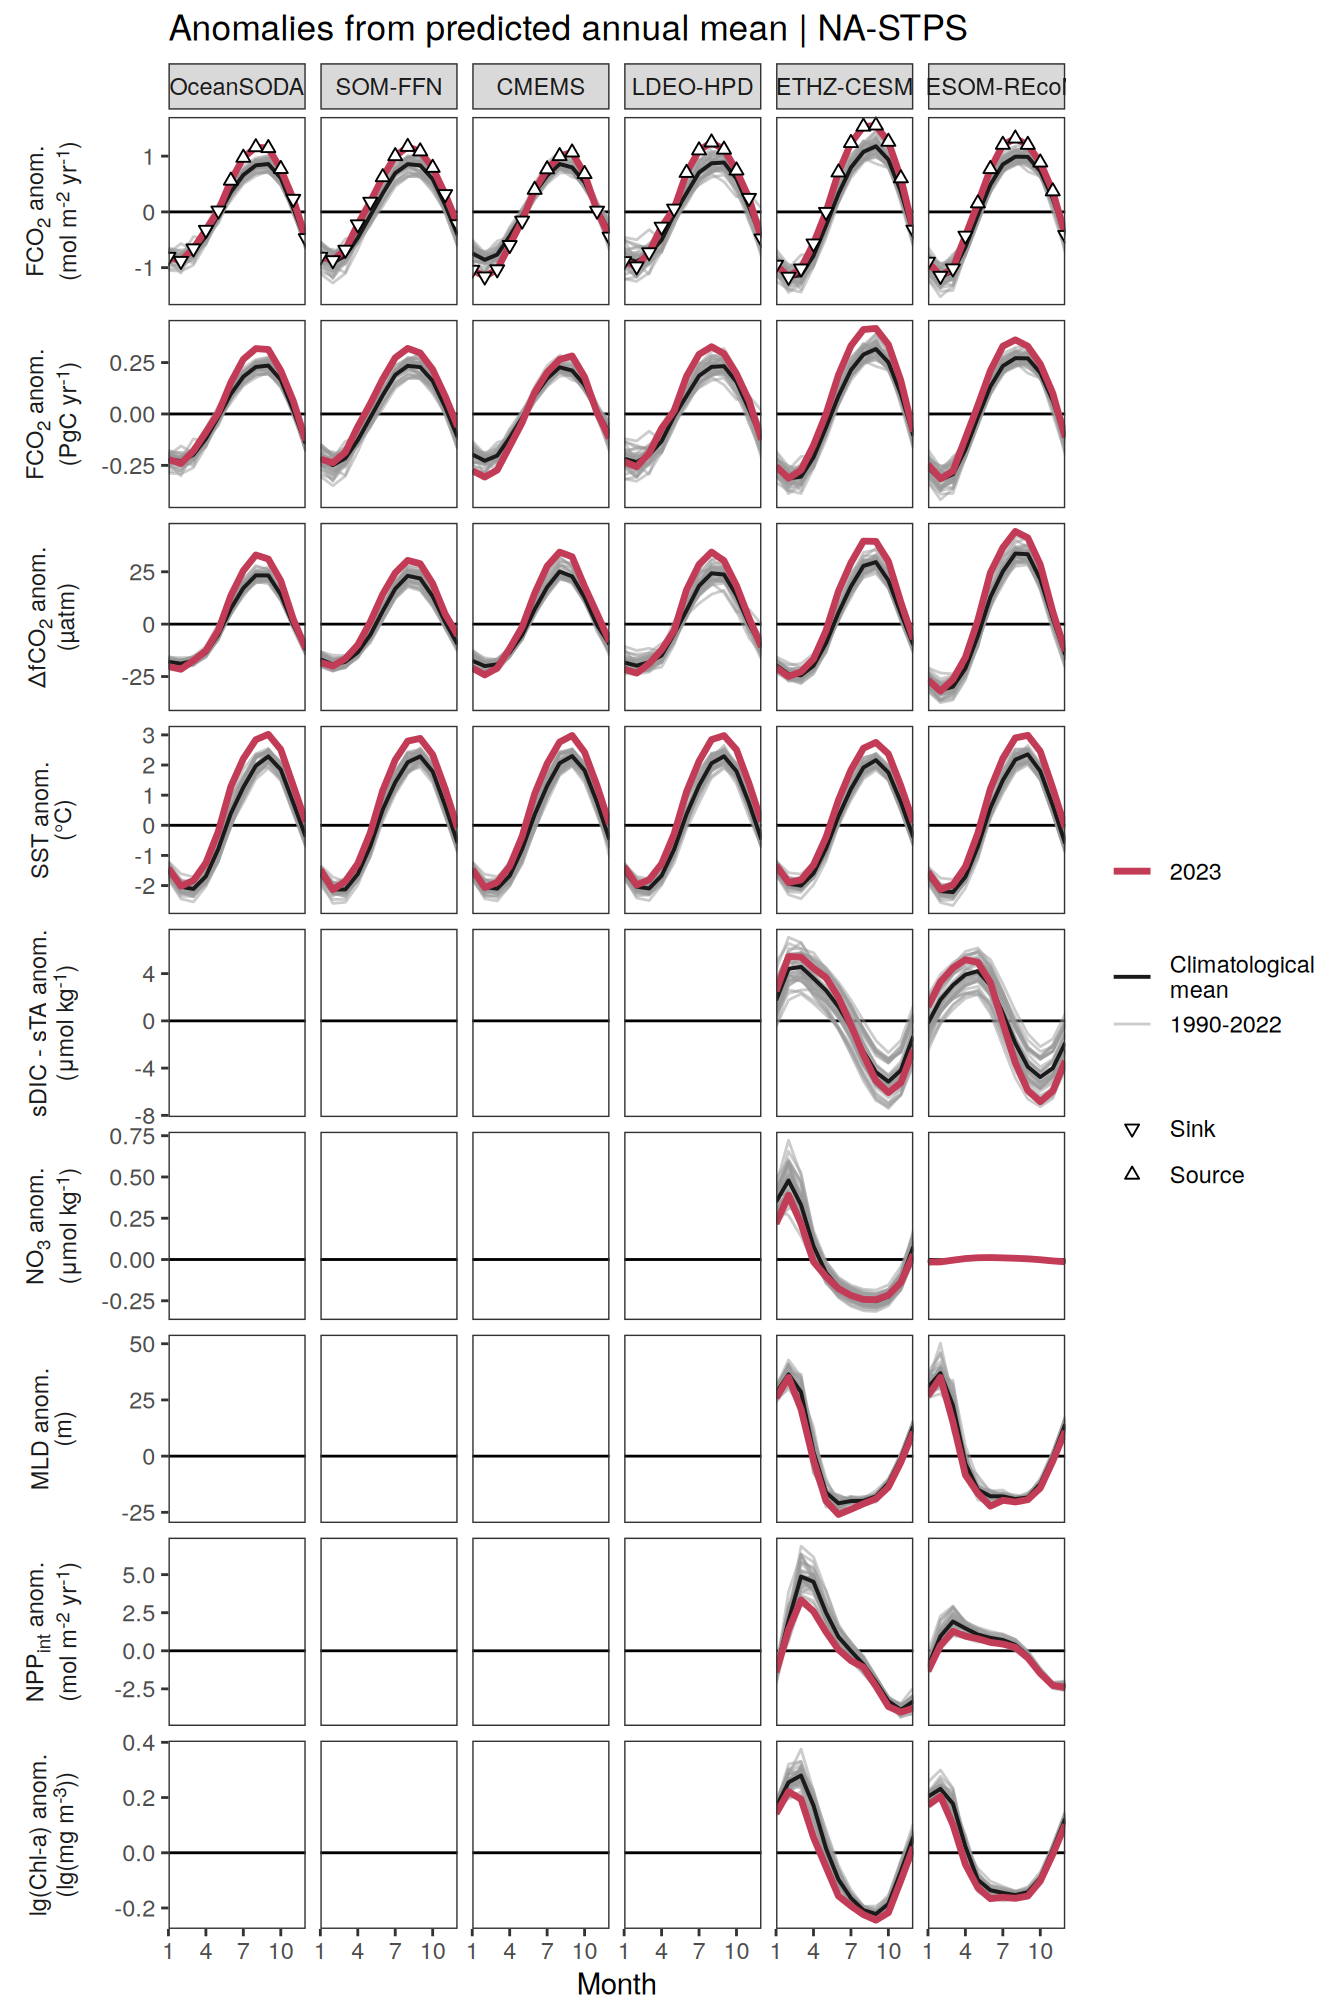 Anomalies from predicted annual mean | NA-STPS
OceanSODA SOM-FFN CMEMS LDEO-HPD ETHZ-CESM ESOM-REcoM
FCO2 anom.
(mol m-2 yr-1)
1
0
-1
FCO2 anom.
(PgC yr-1)
0.25
0.00
-0.25
ΔfCO2 anom.
(µatm)
25
0
-25
SST anom.
(°C)
3
2
1
0
-1
-2
sDIC - sTA anom.
(µmol kg-1)
4
0
-4
-8
NO3 anom.
(µmol kg-1)
0.75
0.50
0.25
0.00
-0.25
MLD anom.
(m)
50
25
0
-25
NPPint anom.
(mol m-2 yr-1)
5.0
2.5
0.0
-2.5
lg(Chl-a) anom.
(lg(mg m-3))
0.4
0.2
0.0
-0.2
1 4 7 10 1 4 7 10 1 4 7 10 1 4 7 10 1 4 7 10 1 4 7 10
Month
2023
Climatological
mean
1990-2022
Sink
Source